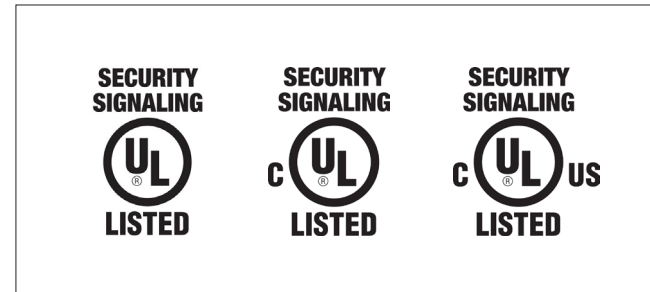 SECURITY
SIGNALING
UL
®
LISTED
SECURITY
SIGNALING
C UL
®
LISTED
SECURITY
SIGNALING
C UL US
®
LISTED